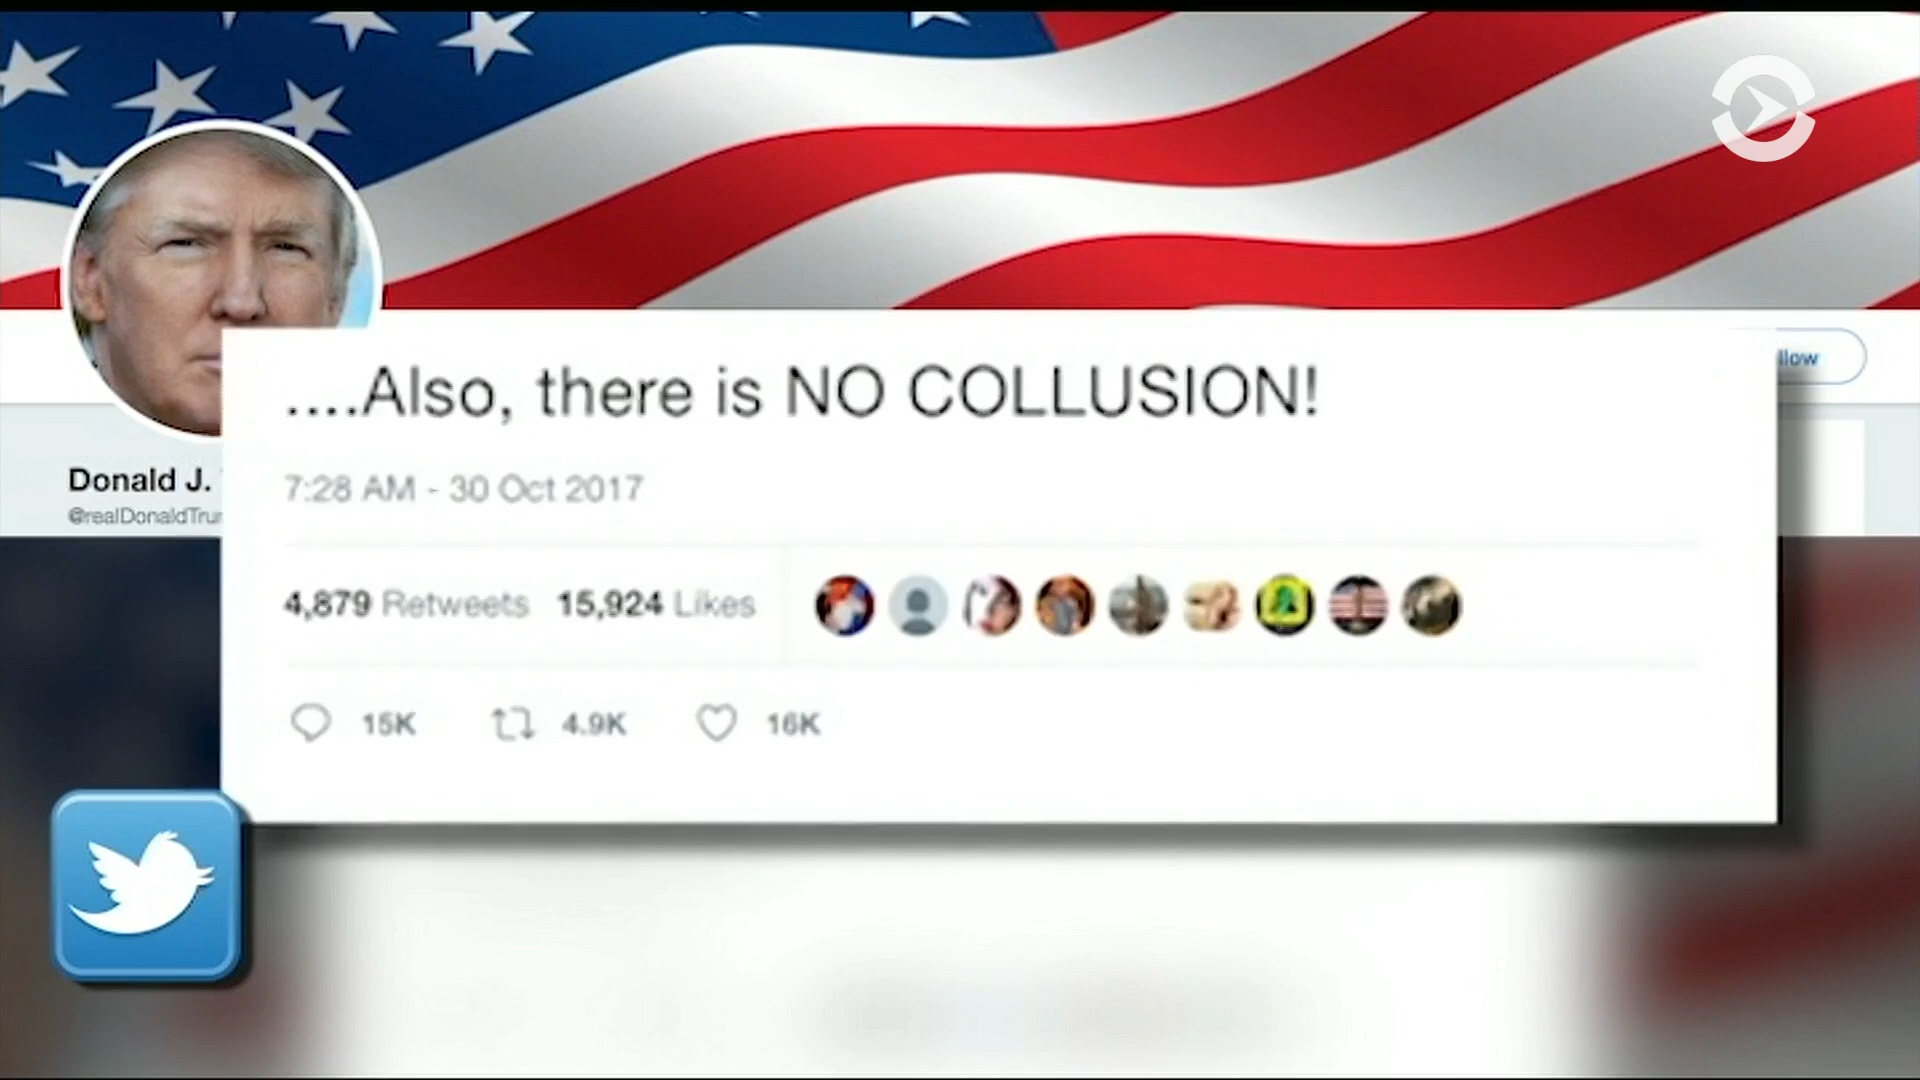 llow
....Also, there is NO COLLUSION!
Donald J.
7:28 AM - 30 Oct 2017
@realDonaldTru
4,879 Retweets 15,924 Likes
15K 4.9K 16K